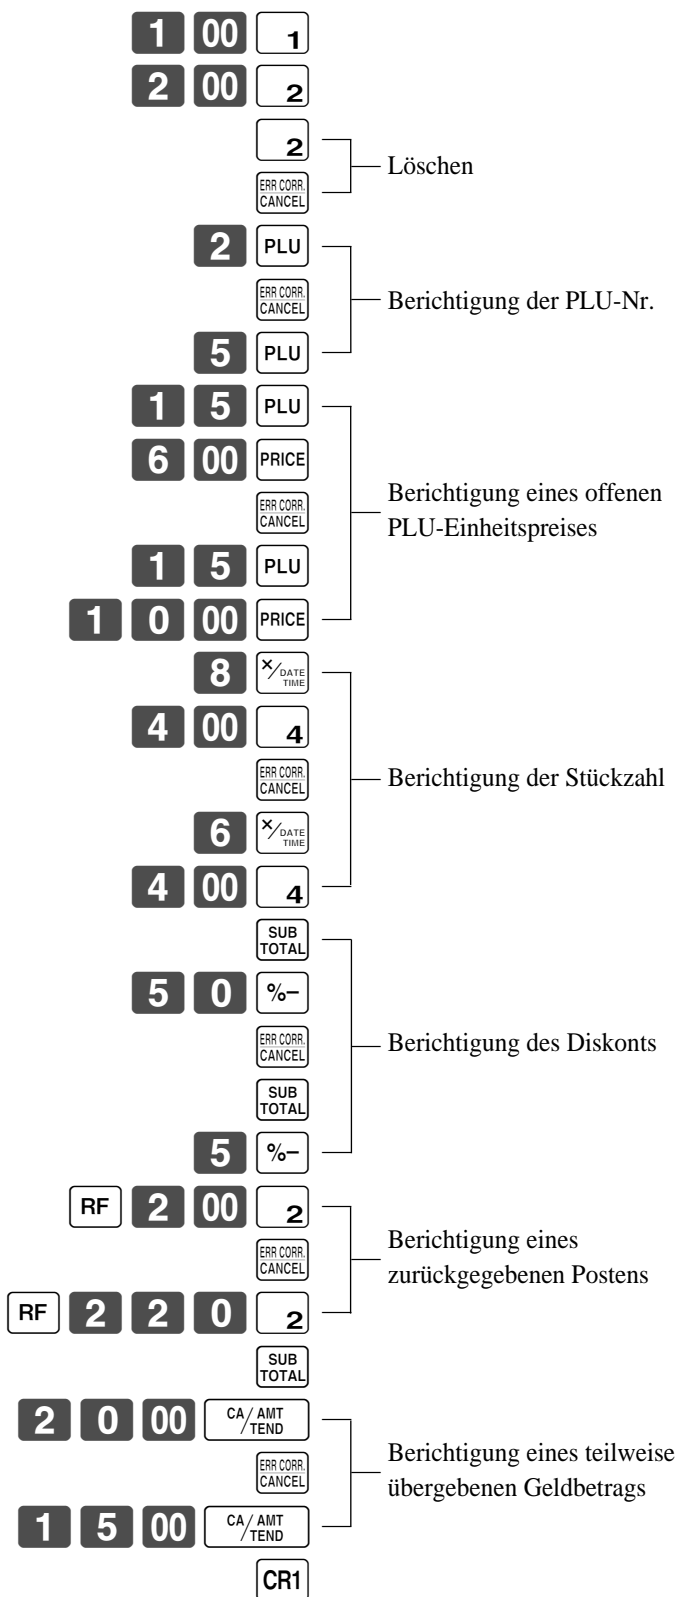 1 00 1
2 00 2
2
Löschen
ERR CORR.
CANCEL
2 PLU
ERR CORR.
CANCEL
Berichtigung der PLU-Nr.
5 PLU
1 5 PLU
6 00 PRICE
ERR CORR.
CANCEL
Berichtigung eines offenen
PLU-Einheitspreises
1 5 PLU
1 0 00 PRICE
8 ×/DATE
TIME
4 00 4
ERR CORR.
CANCEL
Berichtigung der Stückzahl
6 ×/DATE
TIME
4 00 4
SUB
TOTAL
5 0 %−
ERR CORR.
CANCEL
Berichtigung des Diskonts
SUB
TOTAL
5 %−
RF 2 00 2
ERR CORR.
CANCEL
Berichtigung eines
zurückgegebenen Postens
RF 2 2 0 2
SUB
TOTAL
2 0 00 CA/AMT
TEND
ERR CORR.
CANCEL
Berichtigung eines teilweise
übergebenen Geldbetrags
1 5 00 CA/AMT
TEND
CR1